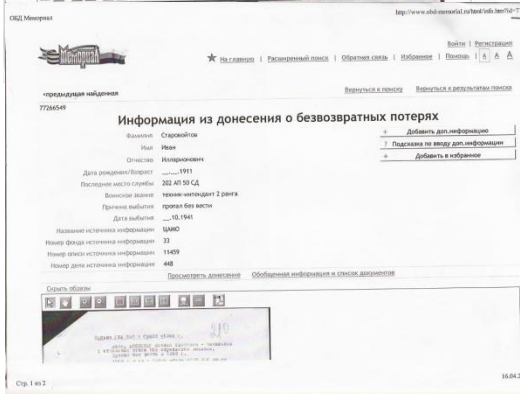 ОБД Мемориал
http://www.obd-memorial.ru/html/info.htm?id=7
Войти | Регистрация
Мемориал
На главную | Расширенный поиск | Обратная связь | Избранное | Помощь | А А А
‹предыдущая найденная
Вернуться к поиску Вернуться к результатам поиска
77266549
Информация из донесения о безвозвратных потерях
Фамилия Старовойтов
Имя Иван
Отчество Илларионович
Дата рождения/Возраст __.__.1911
Последнее место службы 202 АП 50 СД
Воинское звание техник-интендант 2 ранга
Причина выбытия пропал без вести
Дата выбытия __.10.1941
Название источника информации ЦАМО
Номер фонда источника информации 33
Номер описи источника информации 11459
Номер дела источника информации 448
+ Добавить доп.информацию
? Подсказка по вводу доп.информации
+ Добавить в избранное
Просмотреть донесение Обобщенная информация и список документов
Скрыть образы
Стр. 1 из 2
16.04.2